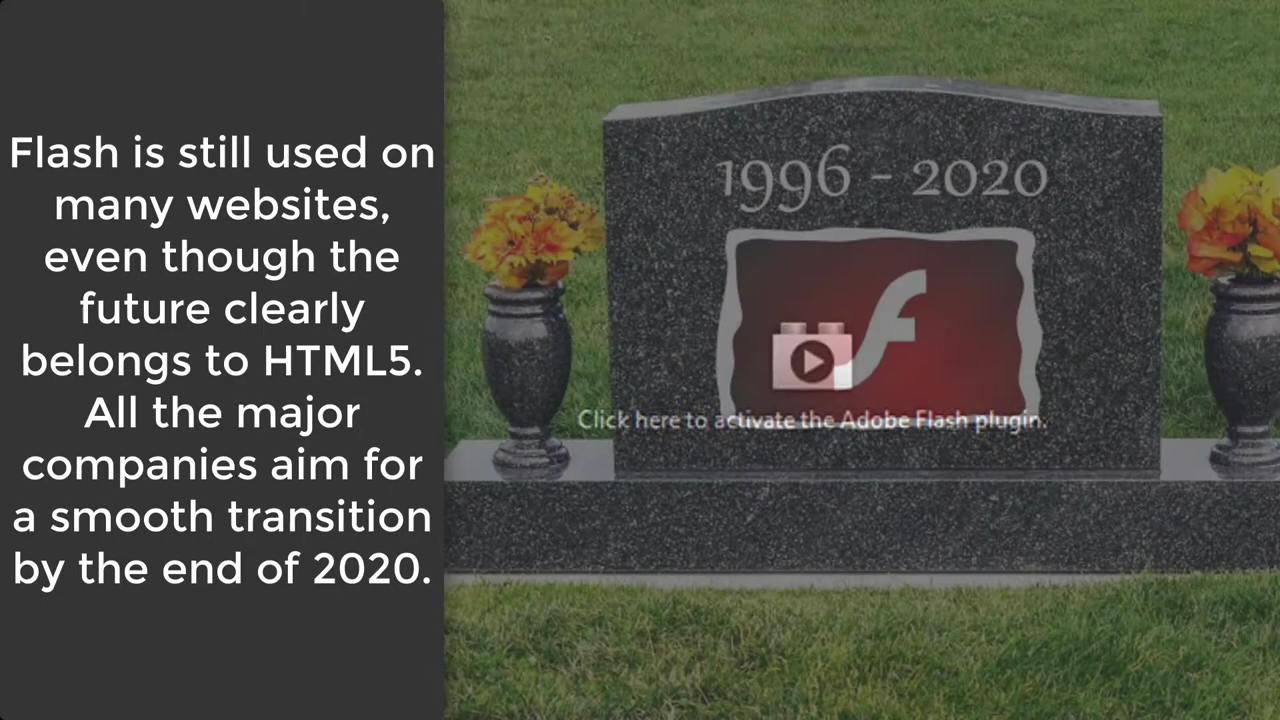 Flash is still used on
many websites,
even though the
future clearly
belongs to HTML5.
All the major
companies aim for
a smooth transition
by the end of 2020.
1996 - 2020
Click here to activate the Adobe Flash plugin.